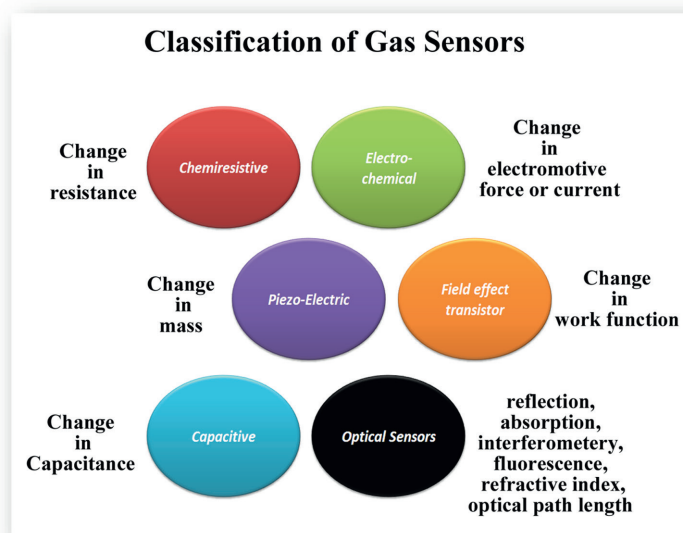 Classification of Gas Sensors
Change
in
resistance
Chemiresistive
Electro-
chemical
Change
in
electromotive
force or current
Change
in
mass
Piezo-Electric
Field effect
transistor
Change
in
work function
Change
in
Capacitance
Capacitive
Optical Sensors
reflection,
absorption,
interferometery,
fluorescence,
refractive index,
optical path length